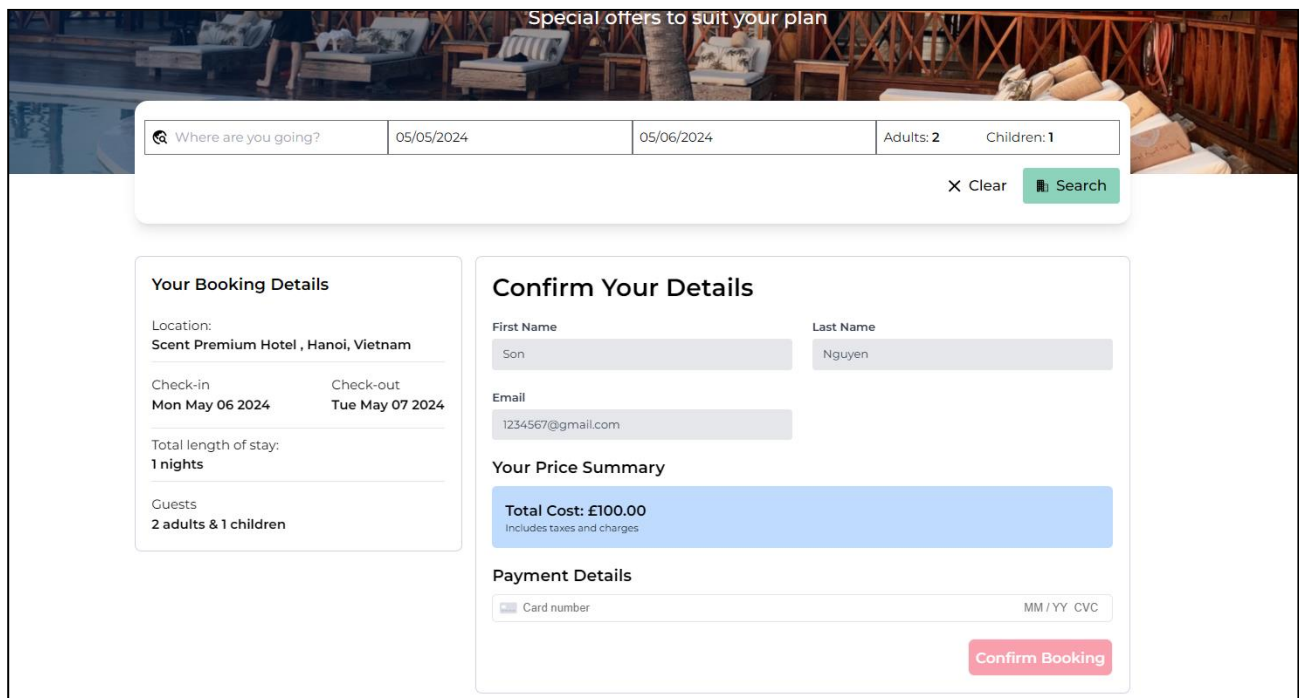 Special offers to suit your plan
Where are you going? 05/05/2024 05/06/2024 Adults: 2 Children: 1
Clear Search
Your Booking Details
Location:
Scent Premium Hotel , Hanoi, Vietnam
Check-in Check-out
Mon May 06 2024 Tue May 07 2024
Total length of stay:
1 nights
Guests
2 adults & 1 children
Confirm Your Details
First Name Last Name
Son Nguyen
Email
1234567@gmail.com
Your Price Summary
Total Cost: £100.00
Includes taxes and charges
Payment Details
Card number MM / YY CVC
Confirm Booking